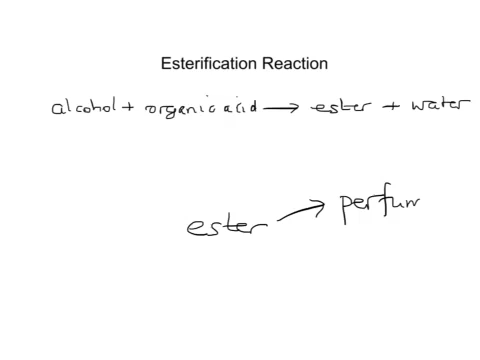 Esterification Reaction
alcohol + organic acid → ester + water
ester → perfum